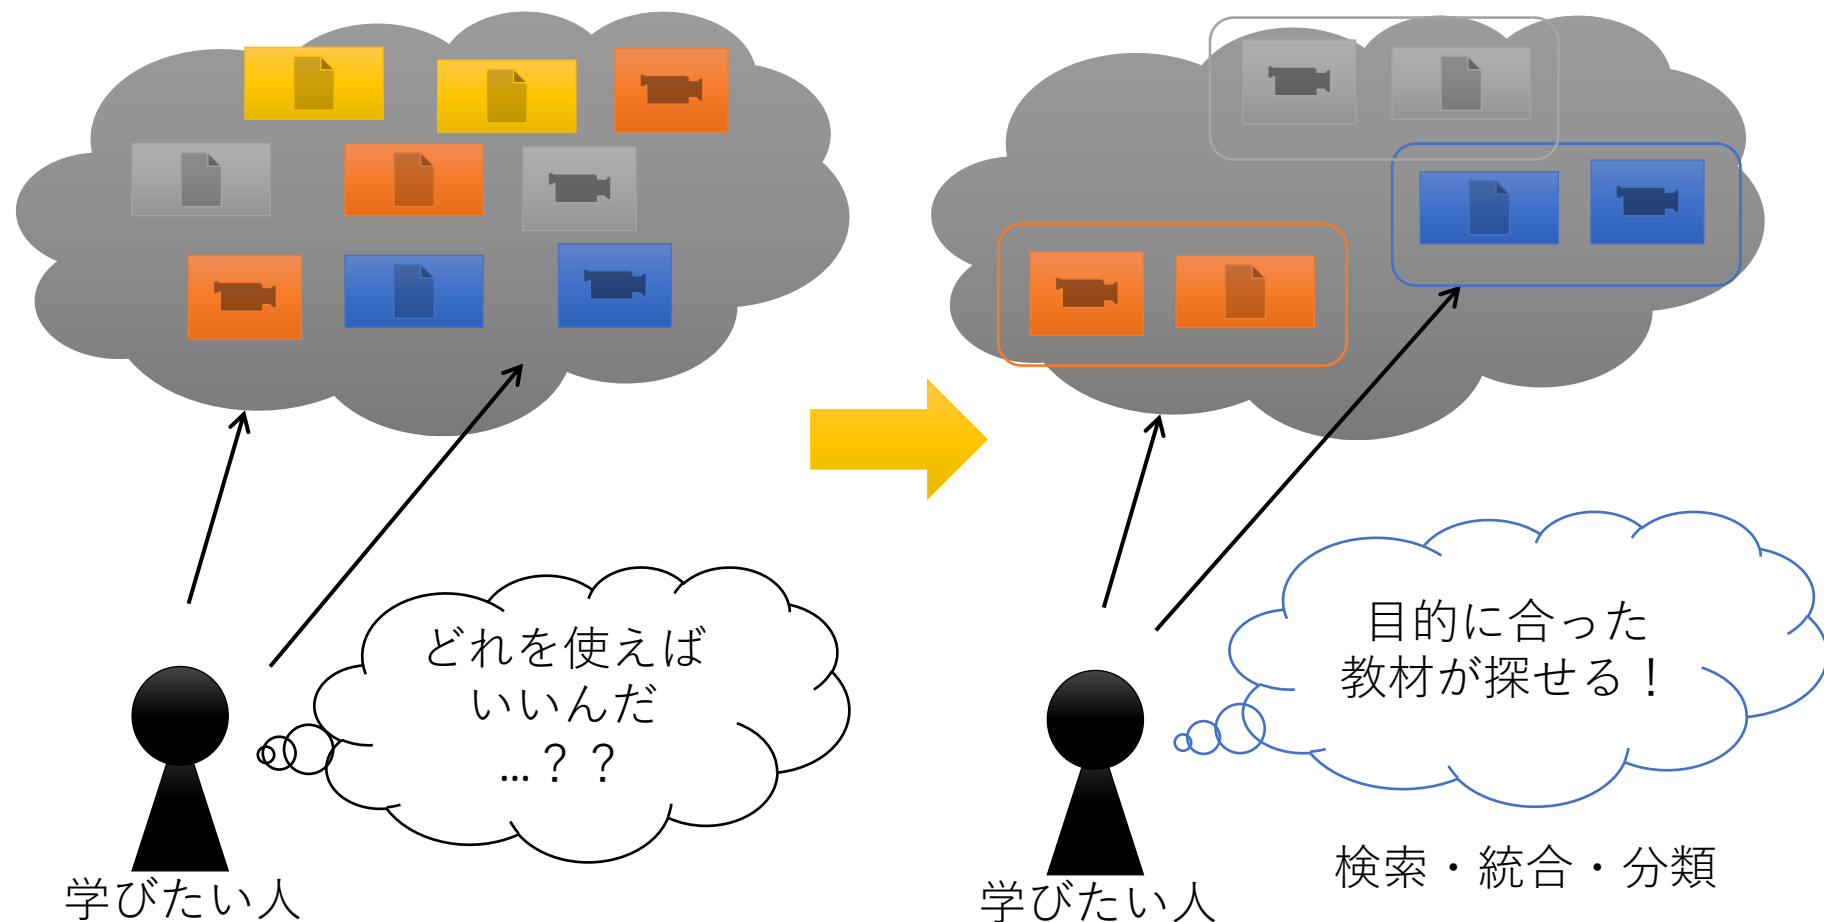 どれを使えば
いいんだ
…？？
学びたい人
目的に合った
教材が探せる！
検索・統合・分類
学びたい人